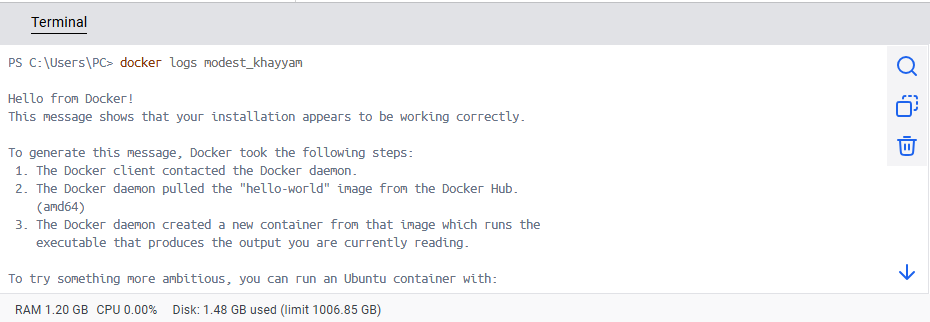 Terminal
PS C:\Users\PC> docker logs modest_khayyam
Hello from Docker!
This message shows that your installation appears to be working correctly.
To generate this message, Docker took the following steps:
 1. The Docker client contacted the Docker daemon.
 2. The Docker daemon pulled the "hello-world" image from the Docker Hub.
    (amd64)
 3. The Docker daemon created a new container from that image which runs the
    executable that produces the output you are currently reading.
To try something more ambitious, you can run an Ubuntu container with:
RAM 1.20 GB CPU 0.00% Disk: 1.48 GB used (limit 1006.85 GB)